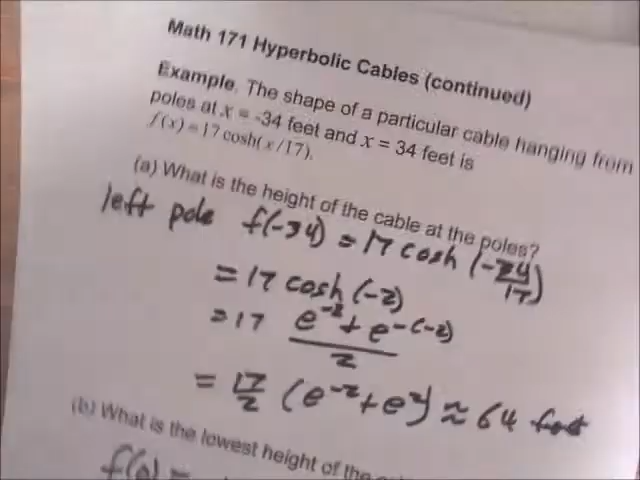 Math 171 Hyperbolic Cables (continued)
Example. The shape of a particular cable hanging from
poles at x = -34 feet and x = 34 feet is
f(x) = 17 cosh(x/17).
(a) What is the height of the cable at the poles?
left pole f(-34) = 17 cosh (-34/17)
= 17 cosh (-2)
= 17 (e^-2 + e^-(-2))/2
= 17/2 (e^-2 + e^2) ≈ 64 feet
(b) What is the lowest height of the
f(0) =